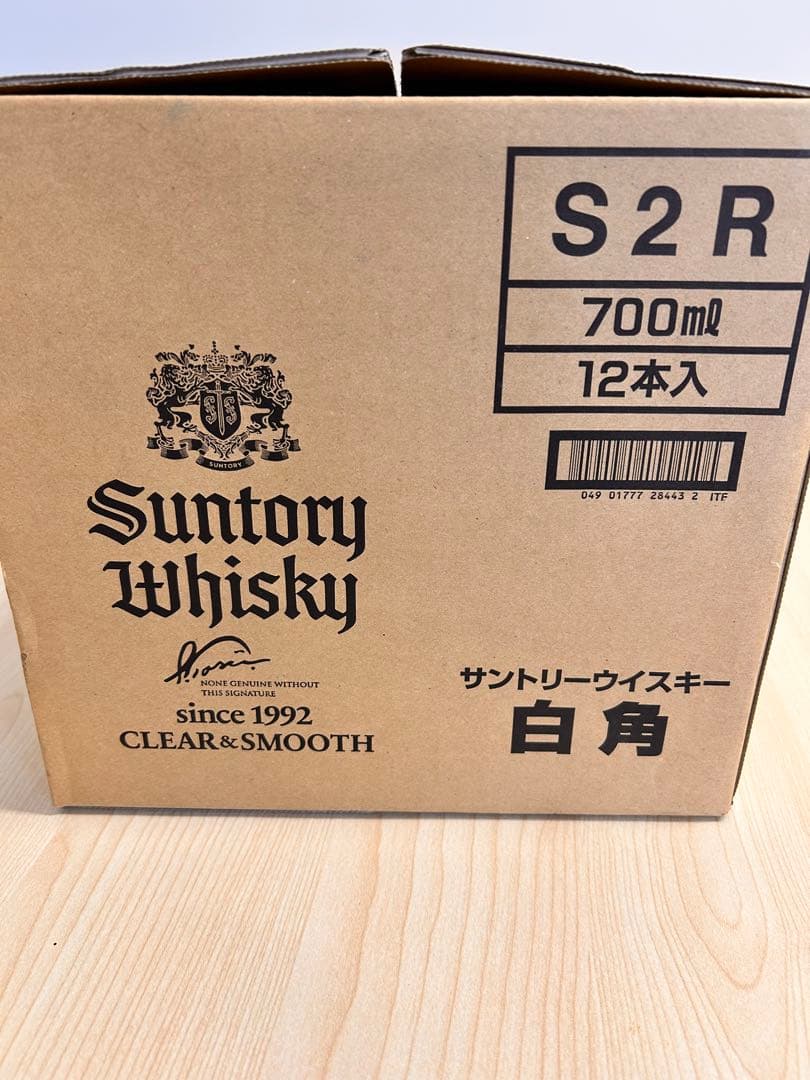 S2R
700㎖
12本入
049 01777 28443 2 ITF
SUNTORY
Suntory
Whisky
NONE GENUINE WITHOUT
THIS SIGNATURE
since 1992
CLEAR&SMOOTH
サントリーウイスキー
白角